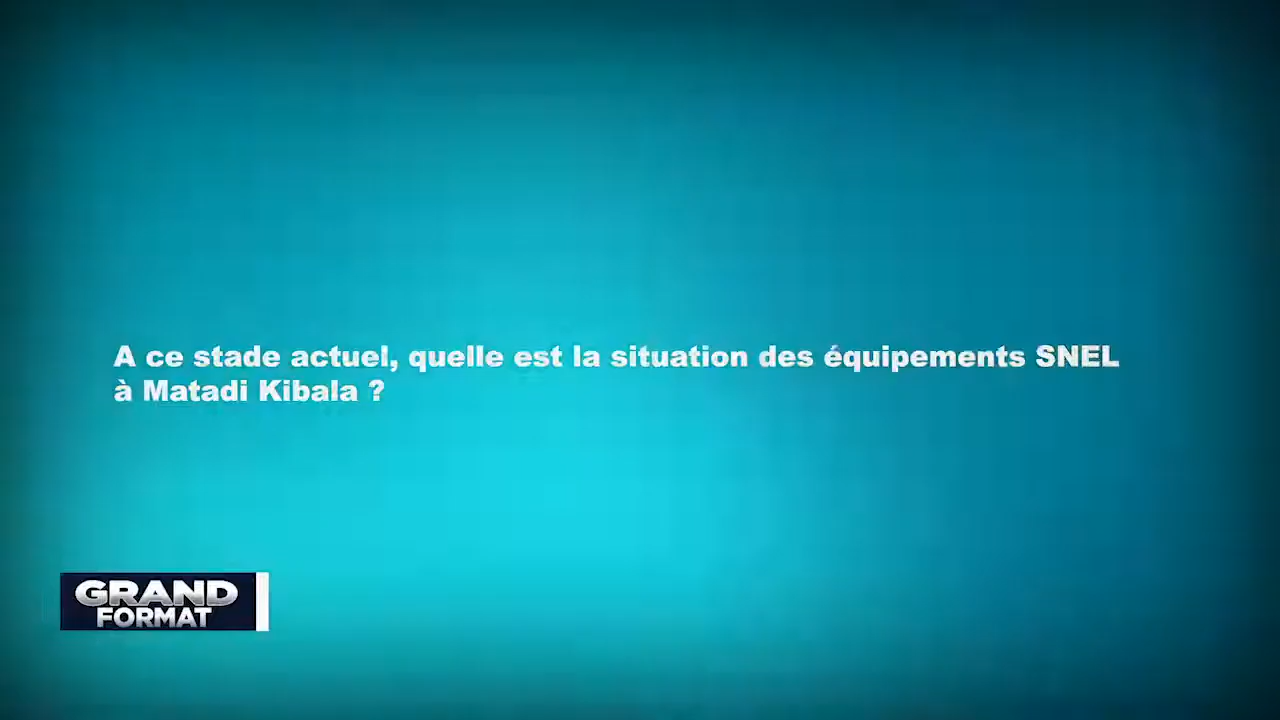 A ce stade actuel, quelle est la situation des équipements SNEL
à Matadi Kibala ?
GRAND
FORMAT